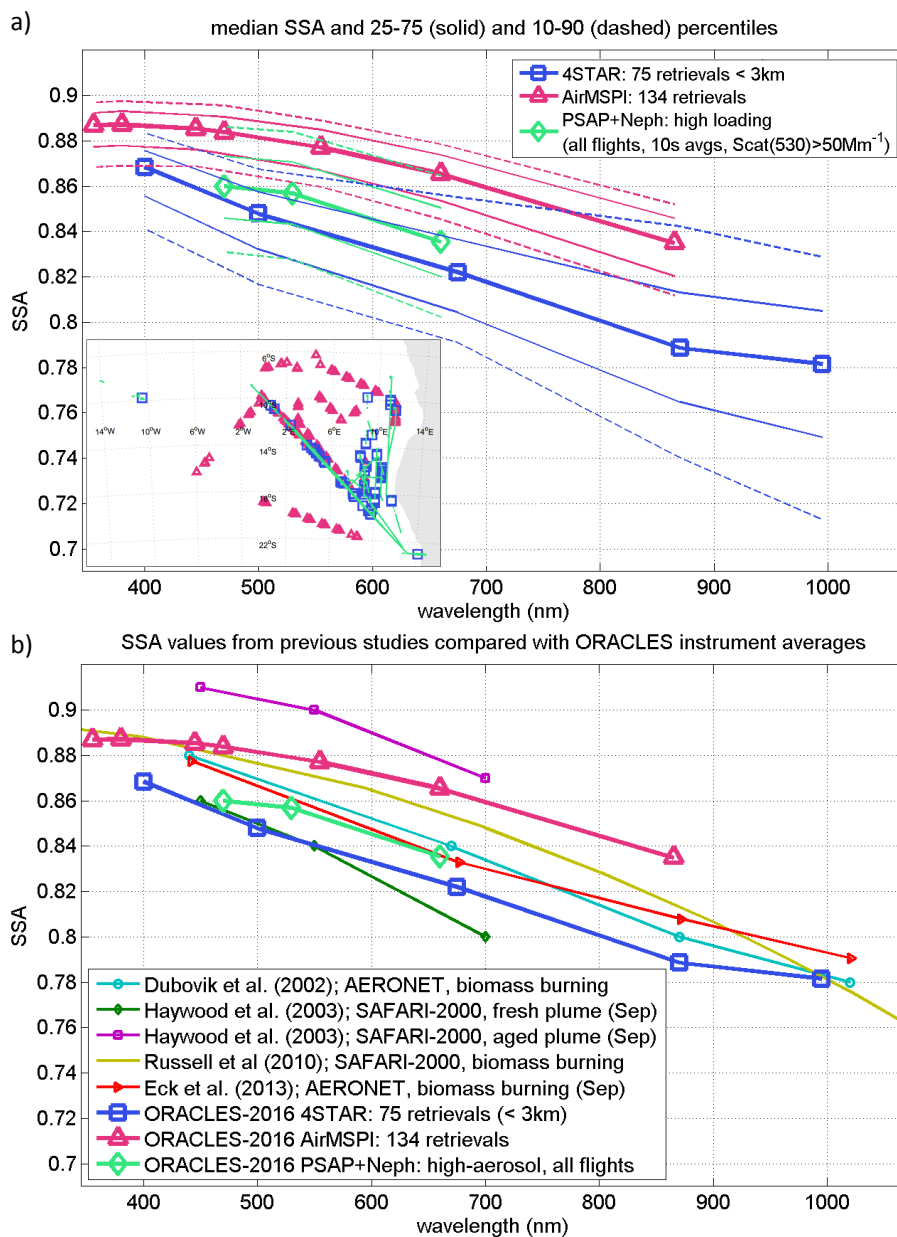 a)
median SSA and 25-75 (solid) and 10-90 (dashed) percentiles
4STAR: 75 retrievals < 3km
AirMSPI: 134 retrievals
PSAP+Neph: high loading
(all flights, 10s avgs, Scat(530)>50Mm⁻¹)
0.9
0.88
0.86
0.84
0.82
0.8
0.78
0.76
0.74
0.72
0.7
SSA
6°S
10°S
14°W 10°W 6°W 2°W 2°E 6°E 10°E 14°E
14°S
18°S
22°S
400 500 600 700 800 900 1000
wavelength (nm)
b)
SSA values from previous studies compared with ORACLES instrument averages
0.9
0.88
0.86
0.84
0.82
0.8
0.78
0.76
0.74
0.72
0.7
SSA
Dubovik et al. (2002); AERONET, biomass burning
Haywood et al. (2003); SAFARI-2000, fresh plume (Sep)
Haywood et al. (2003); SAFARI-2000, aged plume (Sep)
Russell et al (2010); SAFARI-2000, biomass burning
Eck et al. (2013); AERONET, biomass burning (Sep)
ORACLES-2016 4STAR: 75 retrievals (< 3km)
ORACLES-2016 AirMSPI: 134 retrievals
ORACLES-2016 PSAP+Neph: high-aerosol, all flights
400 500 600 700 800 900 1000
wavelength (nm)